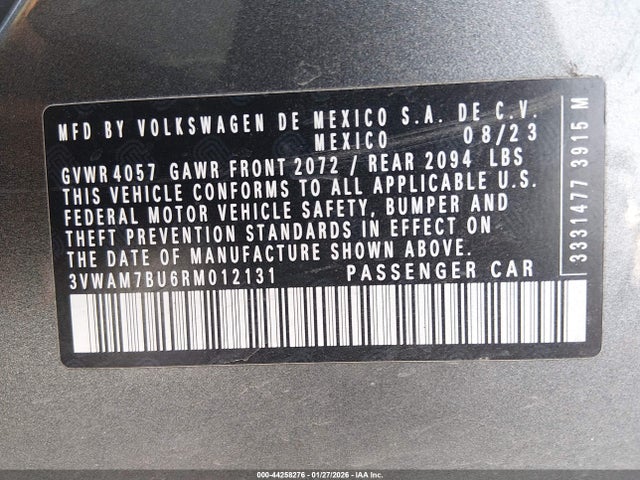 MFD BY VOLKSWAGEN DE MEXICO S.A. DE C.V.
MEXICO 08/23
GVWR 4057 GAWR FRONT 2072 / REAR 2094 LBS
THIS VEHICLE CONFORMS TO ALL APPLICABLE U.S.
FEDERAL MOTOR VEHICLE SAFETY, BUMPER AND
THEFT PREVENTION STANDARDS IN EFFECT ON
THE DATE OF MANUFACTURE SHOWN ABOVE.
3VWAM7BU6RM012131 PASSENGER CAR
3331477 3915 M
000-44258276 | 01/27/2026 | IAA Inc.